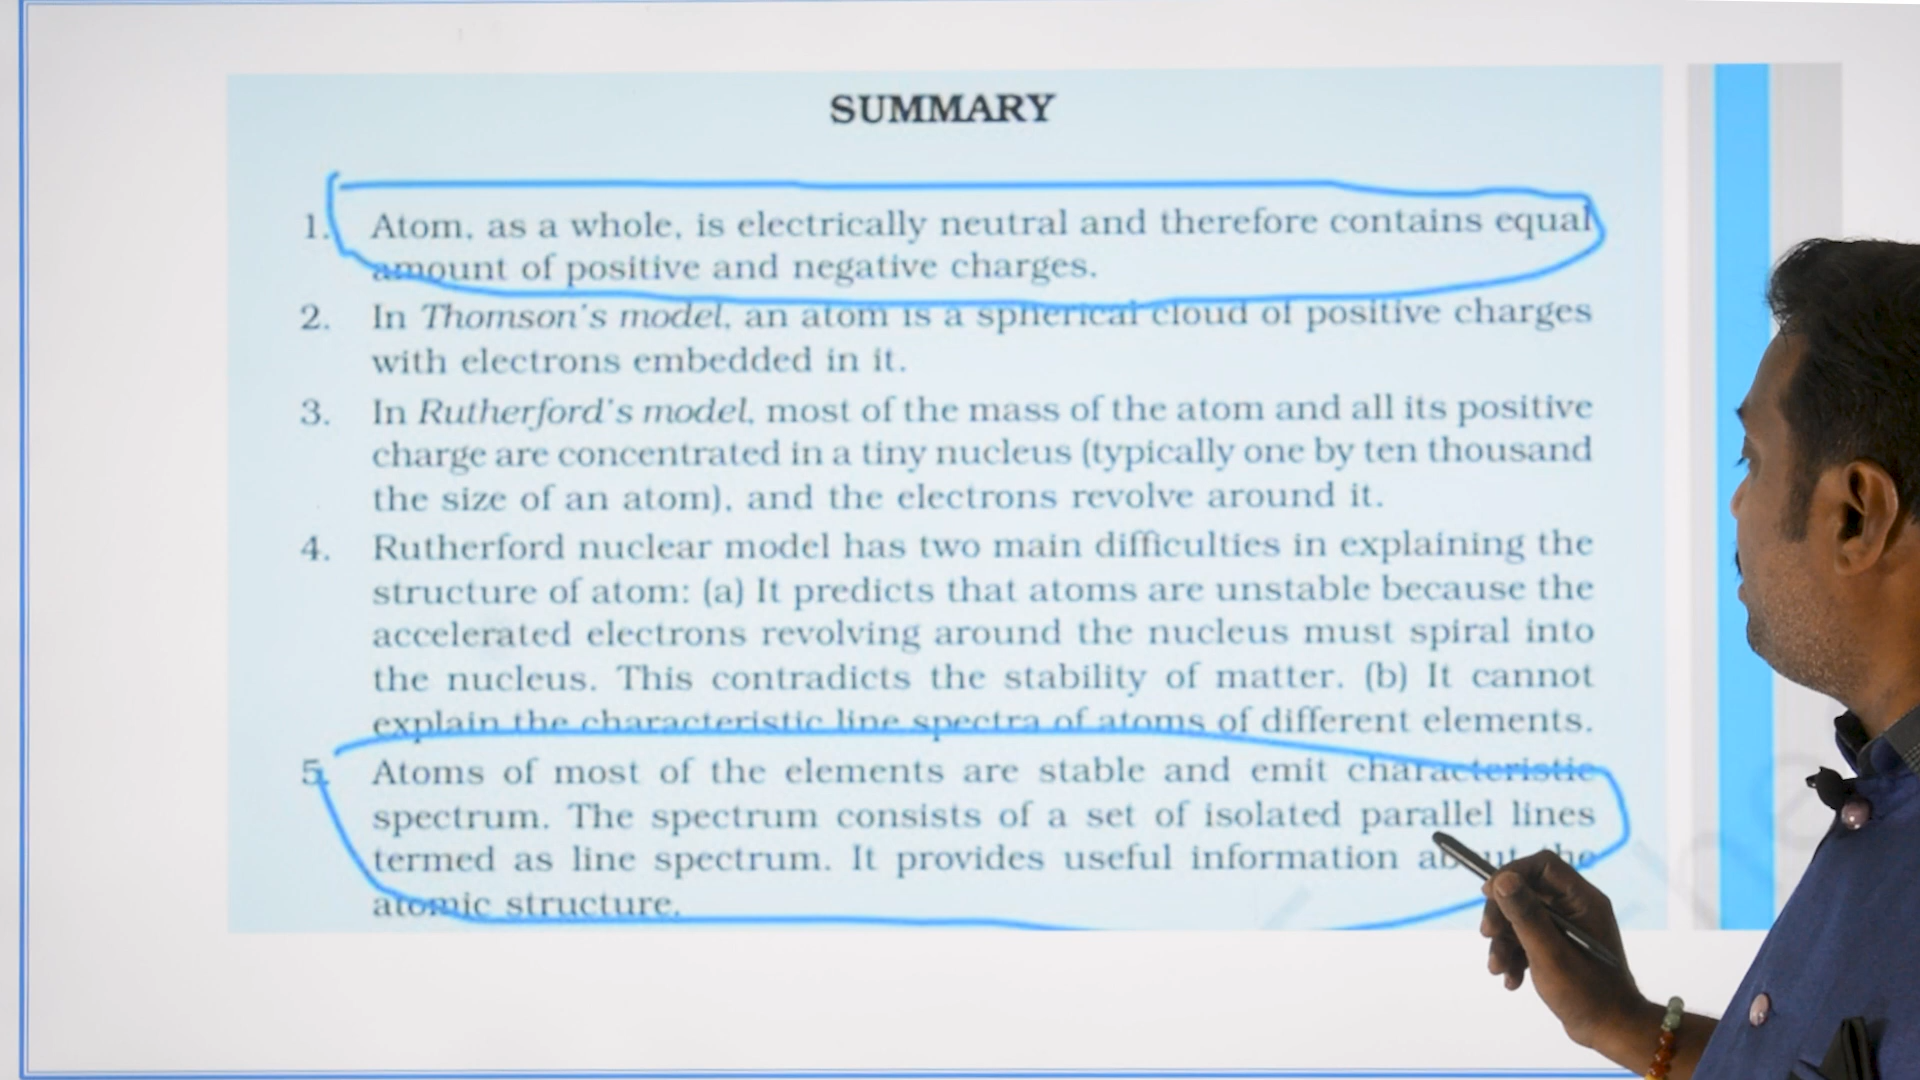 SUMMARY
1. Atom, as a whole, is electrically neutral and therefore contains equal
amount of positive and negative charges.
2. In Thomson's model, an atom is a spherical cloud of positive charges
with electrons embedded in it.
3. In Rutherford's model, most of the mass of the atom and all its positive
charge are concentrated in a tiny nucleus (typically one by ten thousand
the size of an atom), and the electrons revolve around it.
4. Rutherford nuclear model has two main difficulties in explaining the
structure of atom: (a) It predicts that atoms are unstable because the
accelerated electrons revolving around the nucleus must spiral into
the nucleus. This contradicts the stability of matter. (b) It cannot
explain the characteristic line spectra of atoms of different elements.
5. Atoms of most of the elements are stable and emit characteristic
spectrum. The spectrum consists of a set of isolated parallel lines
termed as line spectrum. It provides useful information about the
atomic structure.